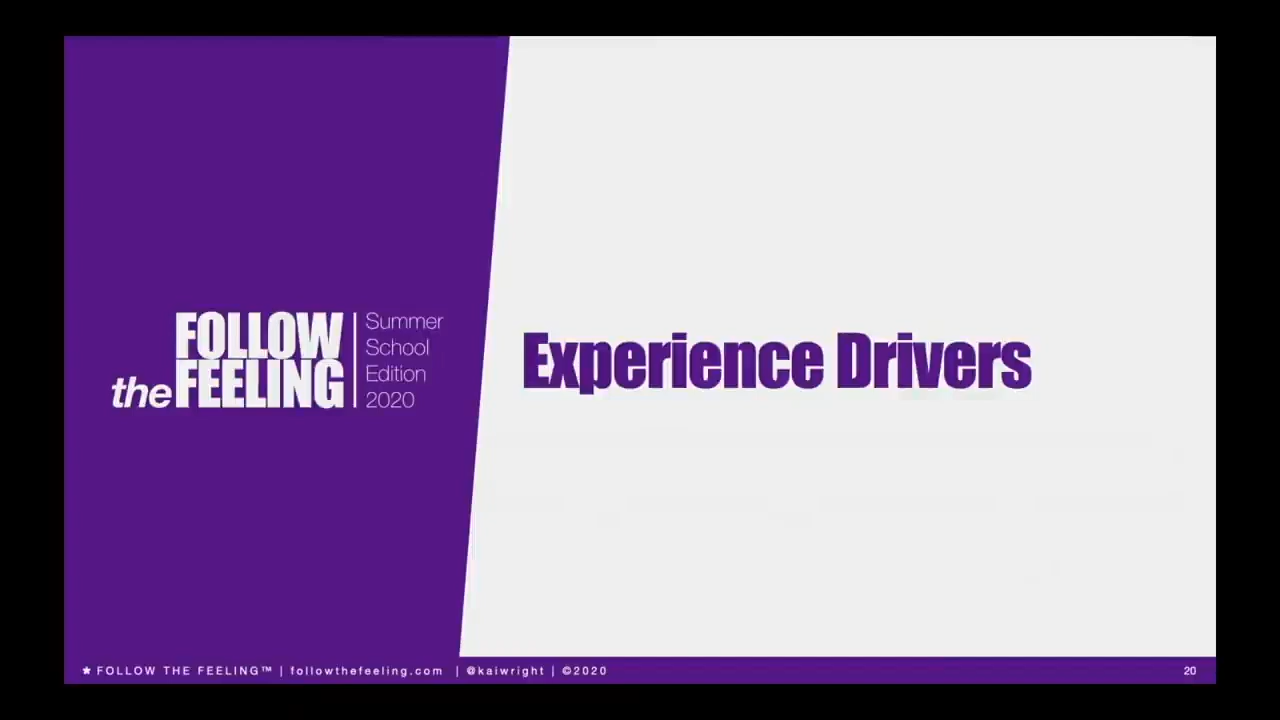 FOLLOW
the FEELING
Summer
School
Edition
2020
Experience Drivers
★ FOLLOW THE FEELING™ | followthefeeling.com | @kaiwright | ©2020
20